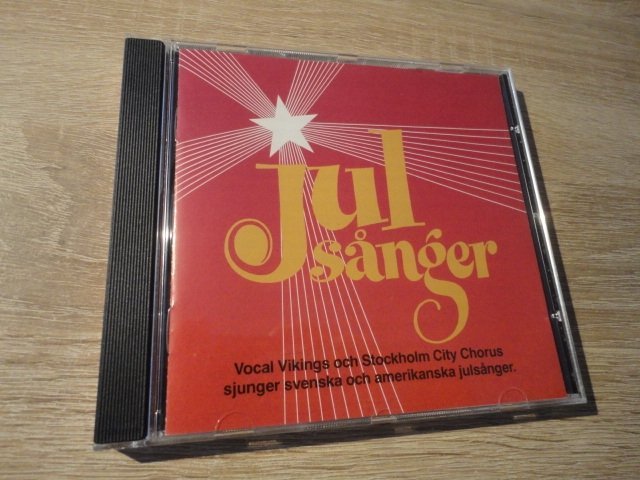 Jul
sånger
Vocal Vikings och Stockholm City Chorus
sjunger svenska och amerikanska julsånger.